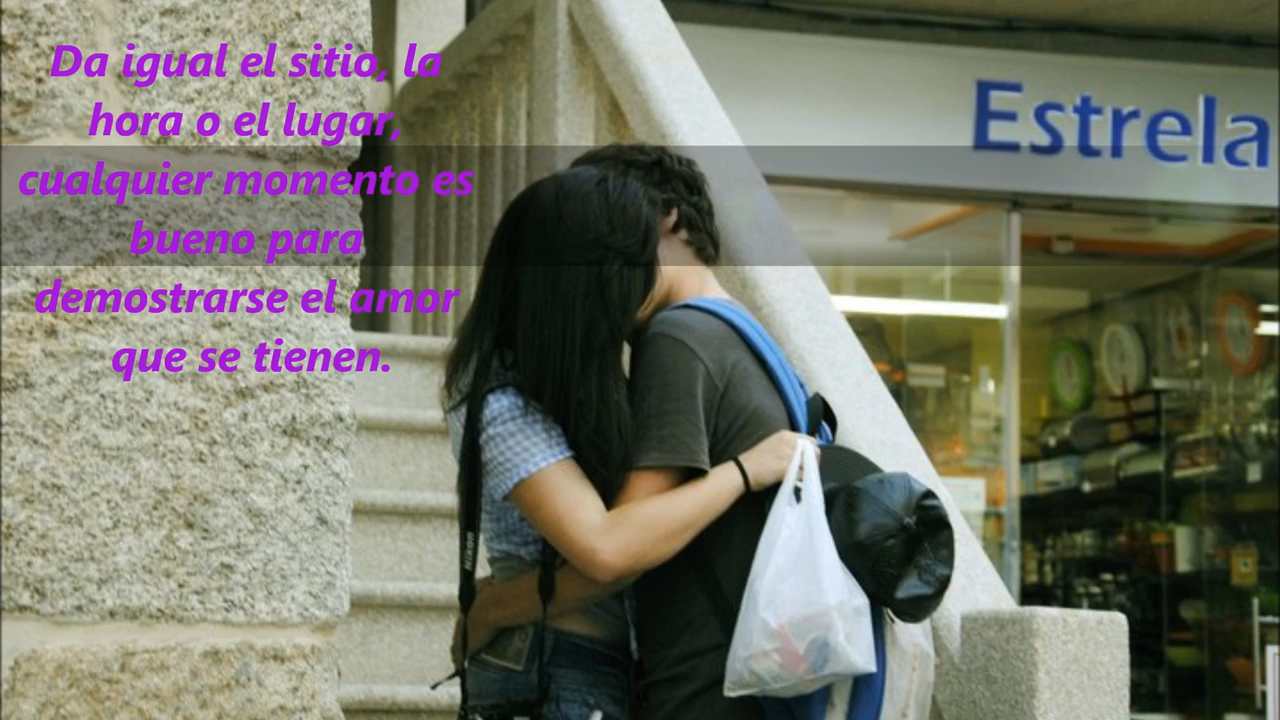 Da igual el sitio, la
hora o el lugar,
cualquier momento es
bueno para
demostrarse el amor
que se tienen.
Estrela
Nikon